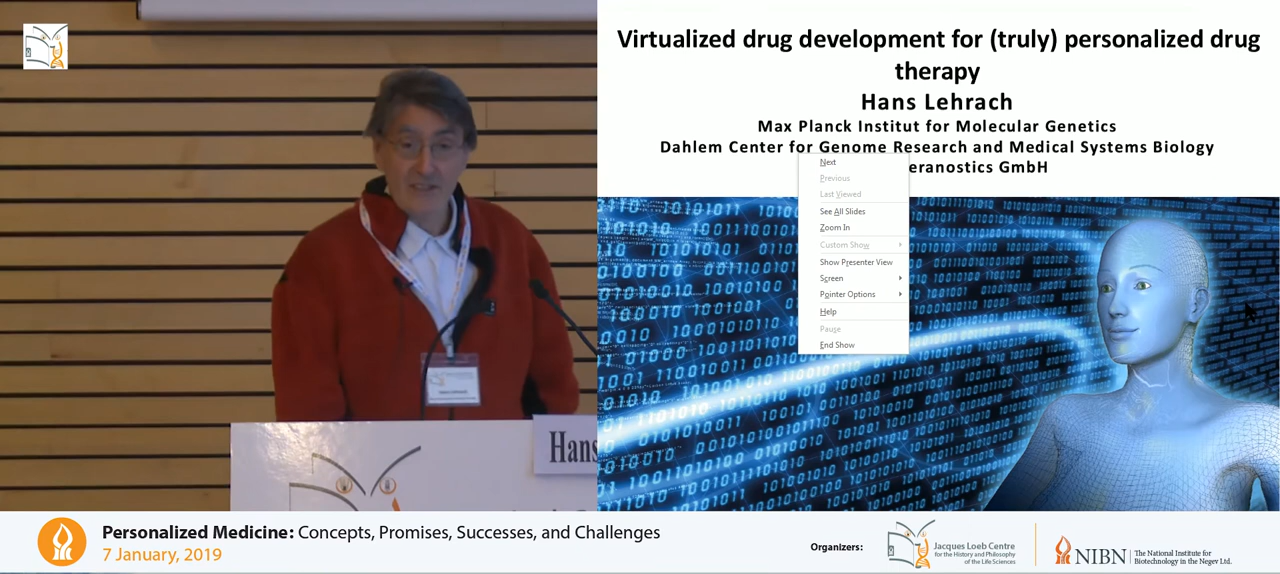 Virtualized drug development for (truly) personalized drug
therapy
Hans Lehrach
Max Planck Institut for Molecular Genetics
Dahlem Center for Genome Research and Medical Systems Biology
eranostics GmbH
Next
Previous
Last Viewed
See All Slides
Zoom In
Custom Show
Show Presenter View
Screen
Pointer Options
Help
Pause
End Show
Hans
Personalized Medicine: Concepts, Promises, Successes, and Challenges
7 January, 2019
Organizers:
Jacques Loeb Centre
for the History and Philosophy
of the Life Sciences
NIBN
The National Institute for
Biotechnology in the Negev Ltd.